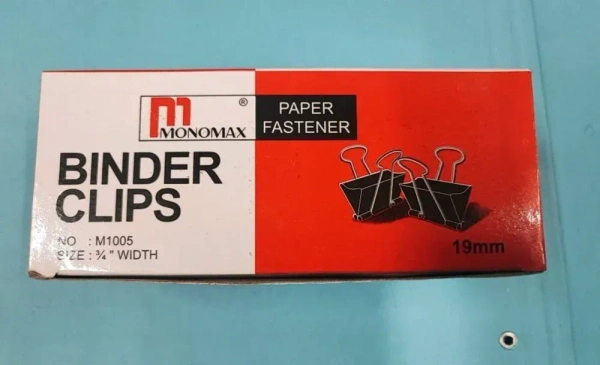 m ®
MONOMAX
PAPER
FASTENER
BINDER
CLIPS
NO : M1005
SIZE : ¾" WIDTH
19mm